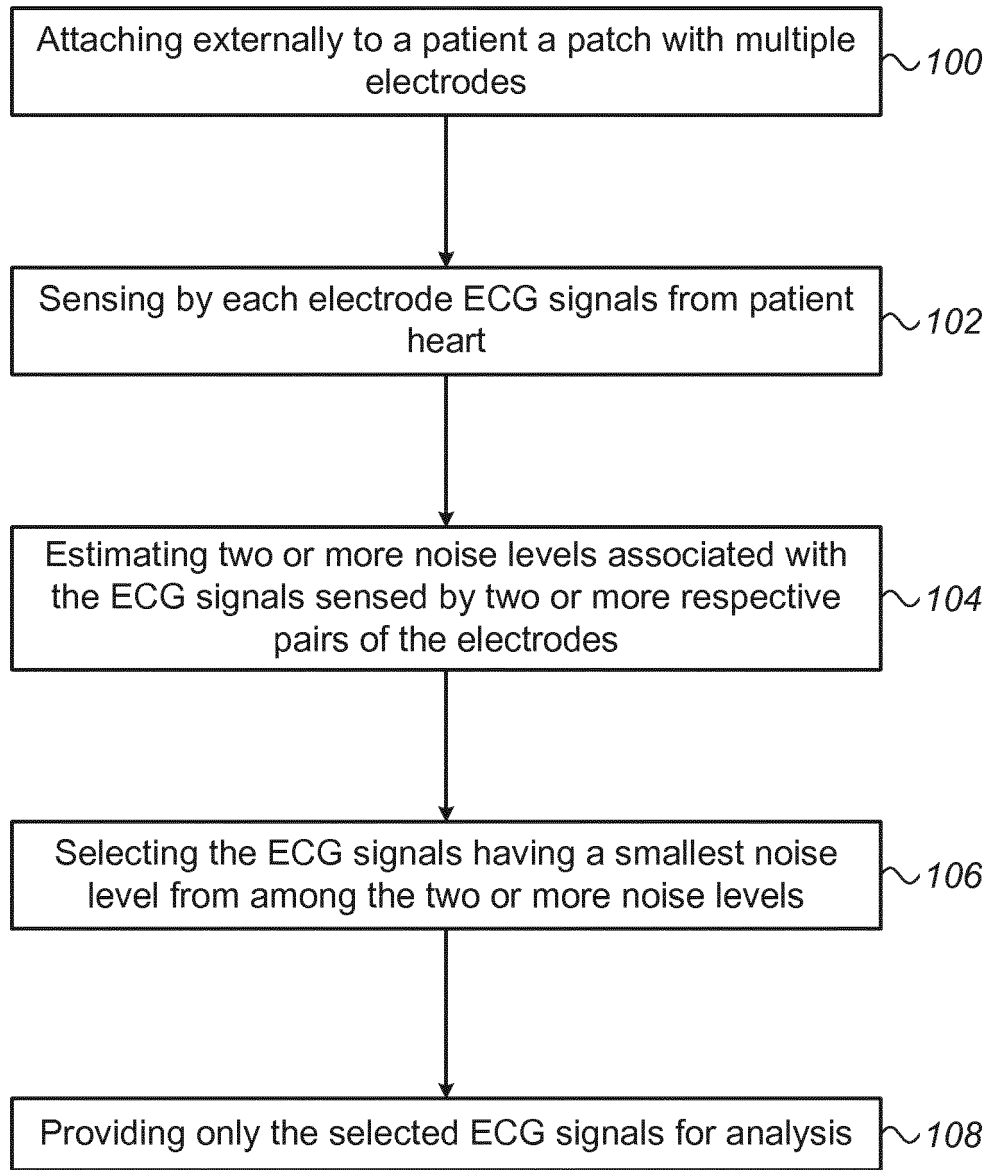 Attaching externally to a patient a patch with multiple
electrodes
100
Sensing by each electrode ECG signals from patient
heart
102
Estimating two or more noise levels associated with
the ECG signals sensed by two or more respective
pairs of the electrodes
104
Selecting the ECG signals having a smallest noise
level from among the two or more noise levels
106
Providing only the selected ECG signals for analysis
108